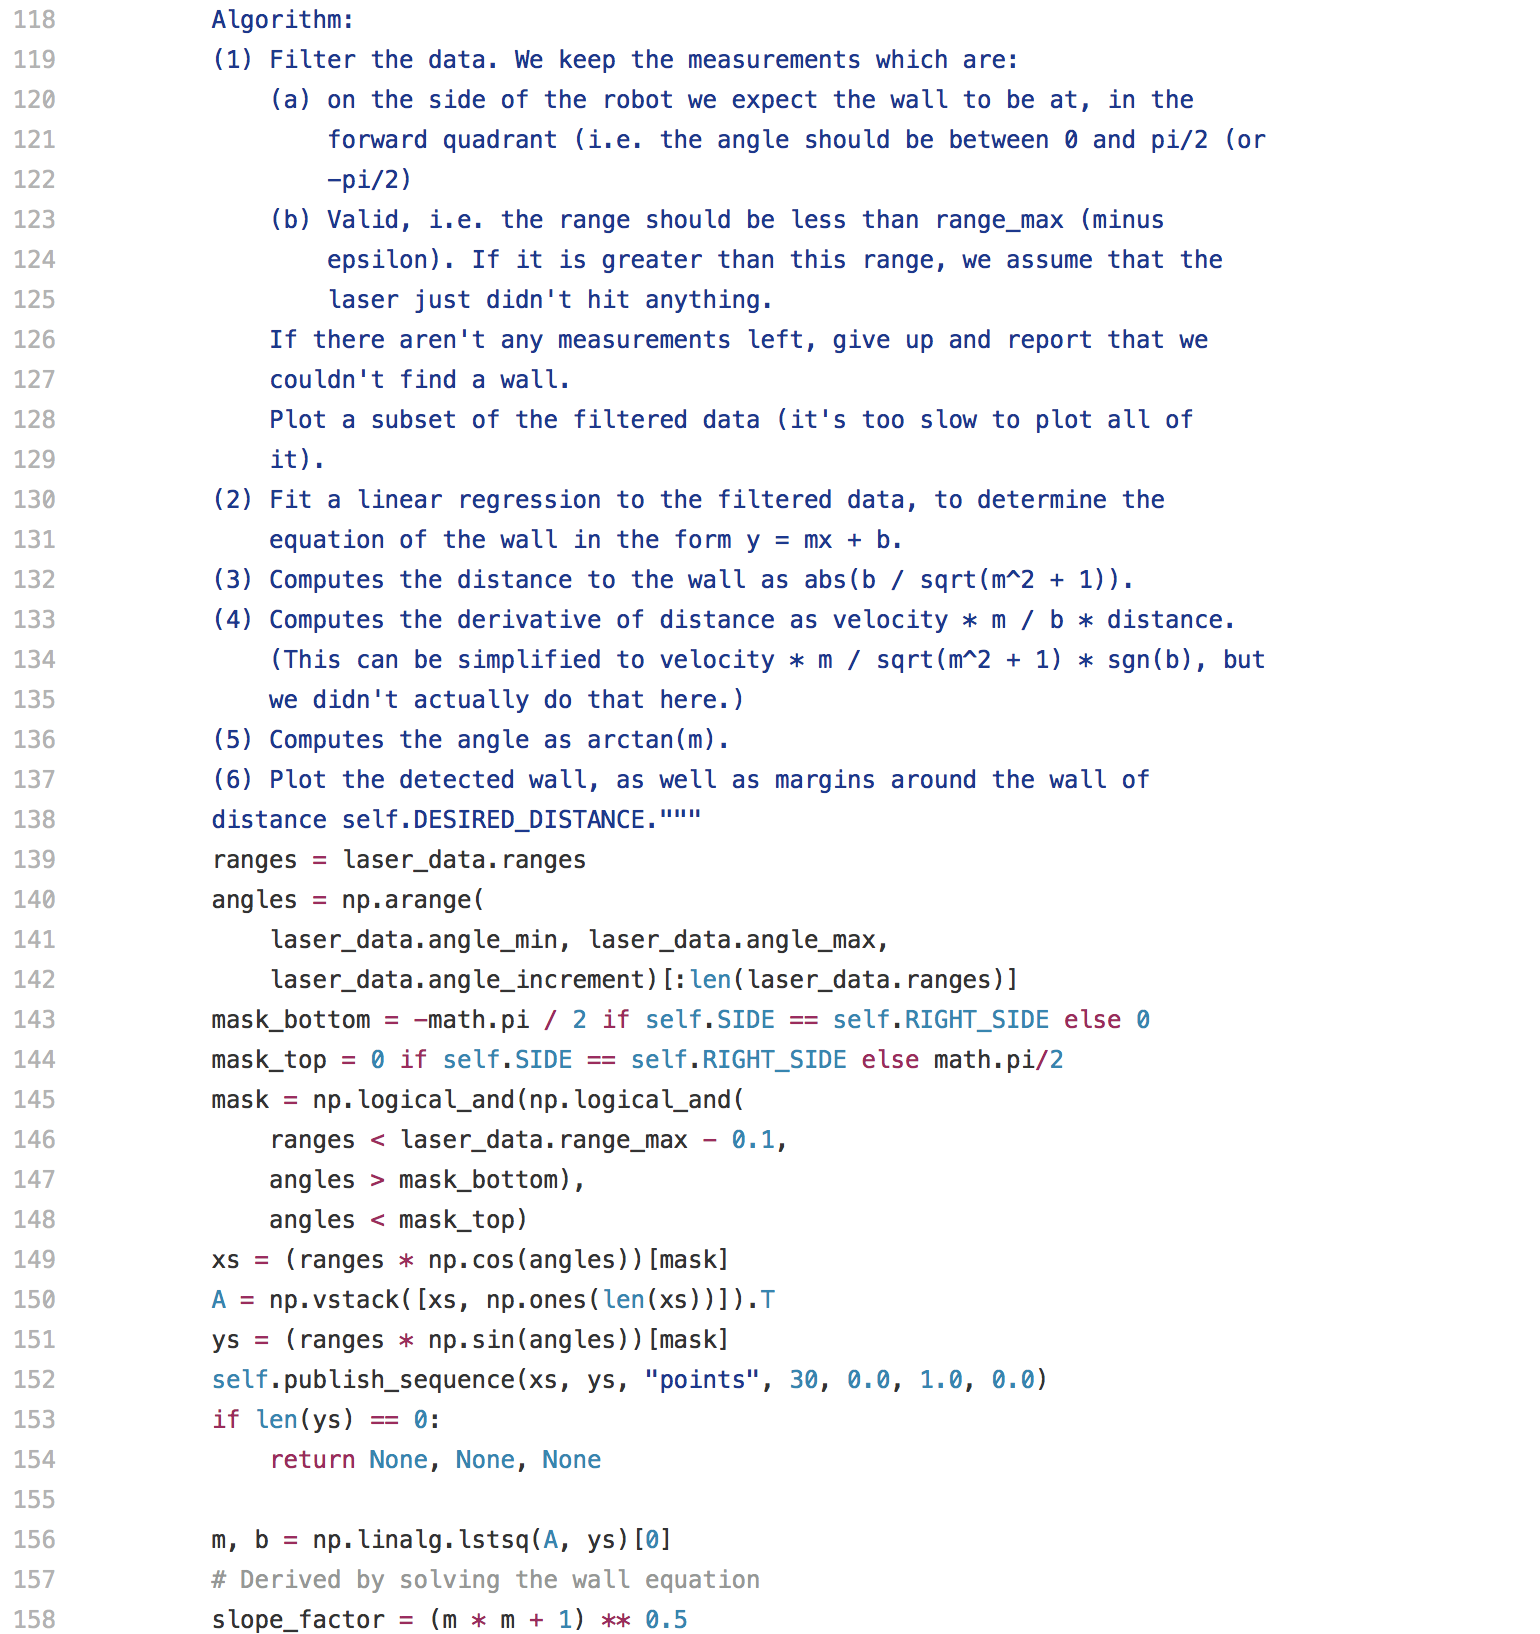 118 Algorithm:
119 (1) Filter the data. We keep the measurements which are:
120 (a) on the side of the robot we expect the wall to be at, in the
121 forward quadrant (i.e. the angle should be between 0 and pi/2 (or
122 -pi/2)
123 (b) Valid, i.e. the range should be less than range_max (minus
124 epsilon). If it is greater than this range, we assume that the
125 laser just didn't hit anything.
126 If there aren't any measurements left, give up and report that we
127 couldn't find a wall.
128 Plot a subset of the filtered data (it's too slow to plot all of
129 it).
130 (2) Fit a linear regression to the filtered data, to determine the
131 equation of the wall in the form y = mx + b.
132 (3) Computes the distance to the wall as abs(b / sqrt(m^2 + 1)).
133 (4) Computes the derivative of distance as velocity * m / b * distance.
134 (This can be simplified to velocity * m / sqrt(m^2 + 1) * sgn(b), but
135 we didn't actually do that here.)
136 (5) Computes the angle as arctan(m).
137 (6) Plot the detected wall, as well as margins around the wall of
138 distance self.DESIRED_DISTANCE."""
139 ranges = laser_data.ranges
140 angles = np.arange(
141 laser_data.angle_min, laser_data.angle_max,
142 laser_data.angle_increment)[:len(laser_data.ranges)]
143 mask_bottom = -math.pi / 2 if self.SIDE == self.RIGHT_SIDE else 0
144 mask_top = 0 if self.SIDE == self.RIGHT_SIDE else math.pi/2
145 mask = np.logical_and(np.logical_and(
146 ranges < laser_data.range_max - 0.1,
147 angles > mask_bottom),
148 angles < mask_top)
149 xs = (ranges * np.cos(angles))[mask]
150 A = np.vstack([xs, np.ones(len(xs))]).T
151 ys = (ranges * np.sin(angles))[mask]
152 self.publish_sequence(xs, ys, "points", 30, 0.0, 1.0, 0.0)
153 if len(ys) == 0:
154 return None, None, None
155
156 m, b = np.linalg.lstsq(A, ys)[0]
157 # Derived by solving the wall equation
158 slope_factor = (m * m + 1) ** 0.5